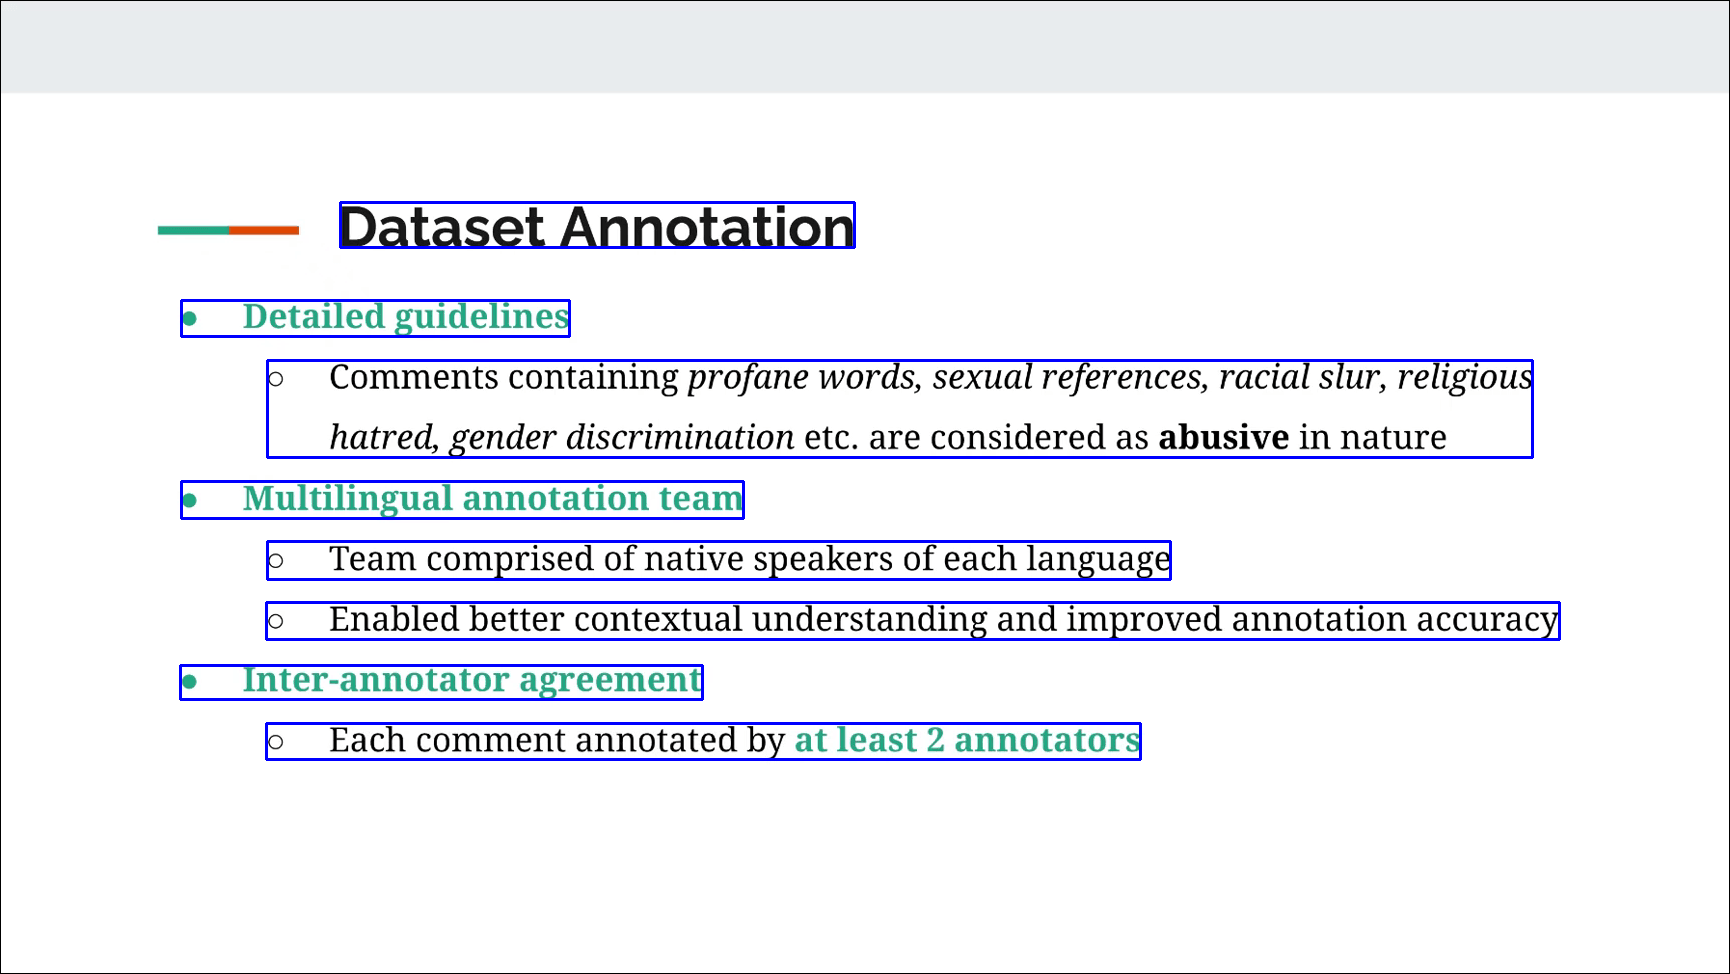 Dataset Annotation
● Detailed guidelines
○ Comments containing profane words, sexual references, racial slur, religious
hatred, gender discrimination etc. are considered as abusive in nature
● Multilingual annotation team
○ Team comprised of native speakers of each language
○ Enabled better contextual understanding and improved annotation accuracy
● Inter-annotator agreement
○ Each comment annotated by at least 2 annotators